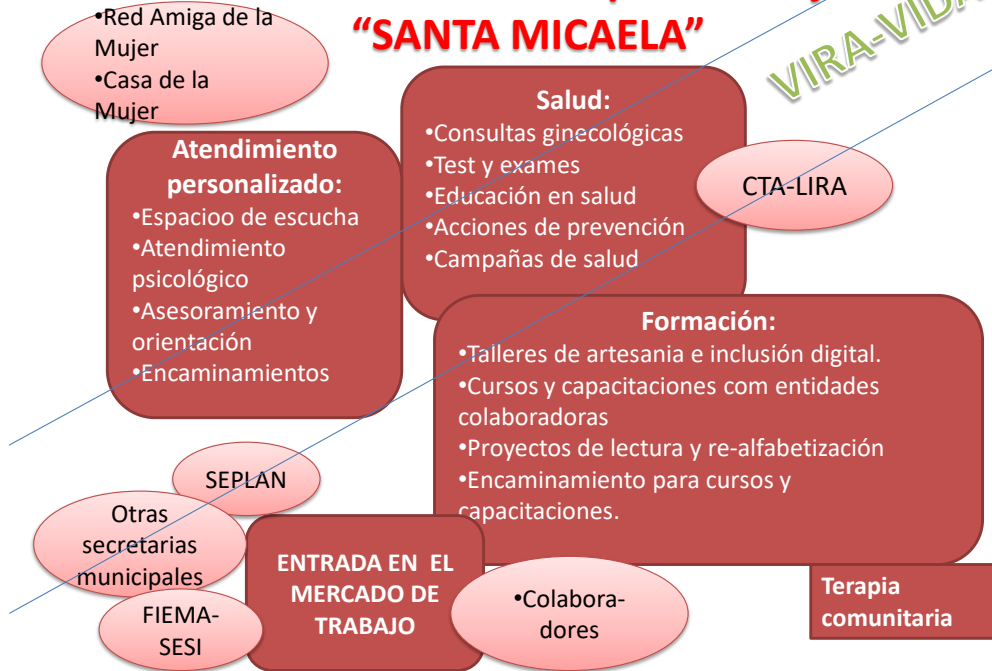 “SANTA MICAELA”
VIRA-VIDA
•Red Amiga de la
Mujer
•Casa de la
Mujer
Atendimiento
personalizado:
•Espacioo de escucha
•Atendimento
psicológico
•Asesoramiento y
orientación
•Encaminamientos
Salud:
•Consultas ginecológicas
•Test y exames
•Educación en salud
•Acciones de prevención
•Campañas de salud
CTA-LIRA
Formación:
•Talleres de artesania e inclusión digital.
•Cursos y capacitaciones com entidades
colaboradoras
•Proyectos de lectura y re-alfabetización
•Encaminamiento para cursos y
capacitaciones.
SEPLAN
Otras
secretarias
municipales
FIEMA-
SESI
ENTRADA EN EL
MERCADO DE
TRABAJO
•Colabora-
dores
Terapia
comunitaria